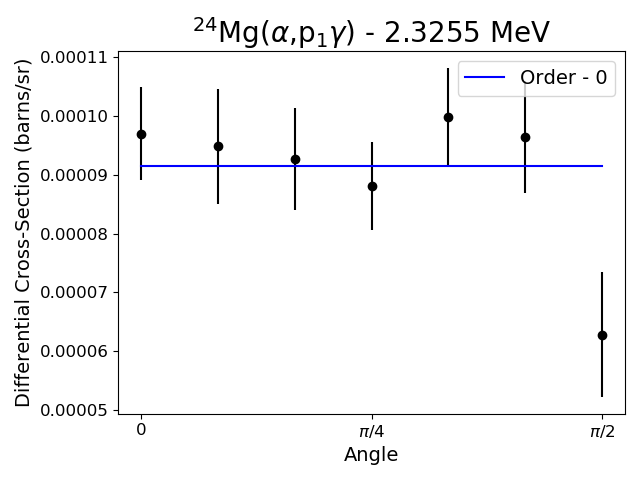 ²⁴Mg(α,p₁γ) - 2.3255 MeV
Order - 0
Differential Cross-Section (barns/sr)
0.00011
0.00010
0.00009
0.00008
0.00007
0.00006
0.00005
0 π/4 π/2
Angle